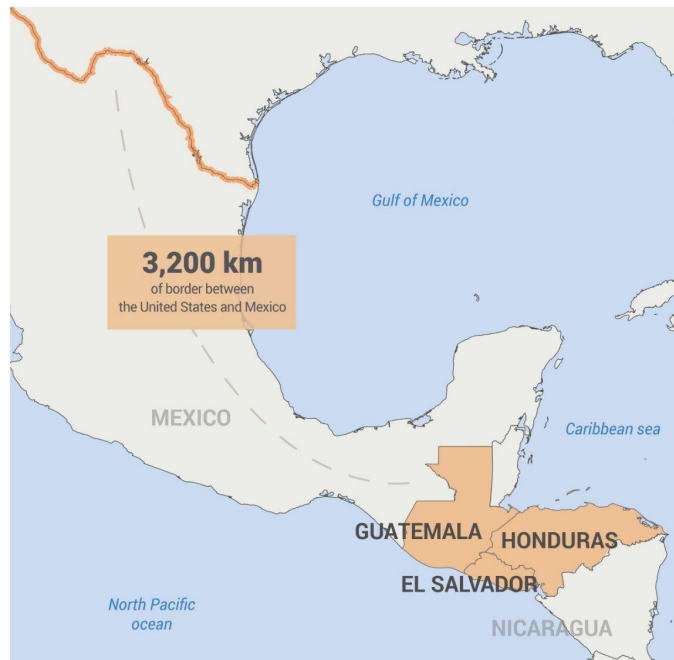 Gulf of Mexico
3,200 km
of border between
the United States and Mexico
MEXICO
Caribbean sea
GUATEMALA
HONDURAS
EL SALVADOR
North Pacific
ocean
NICARAGUA